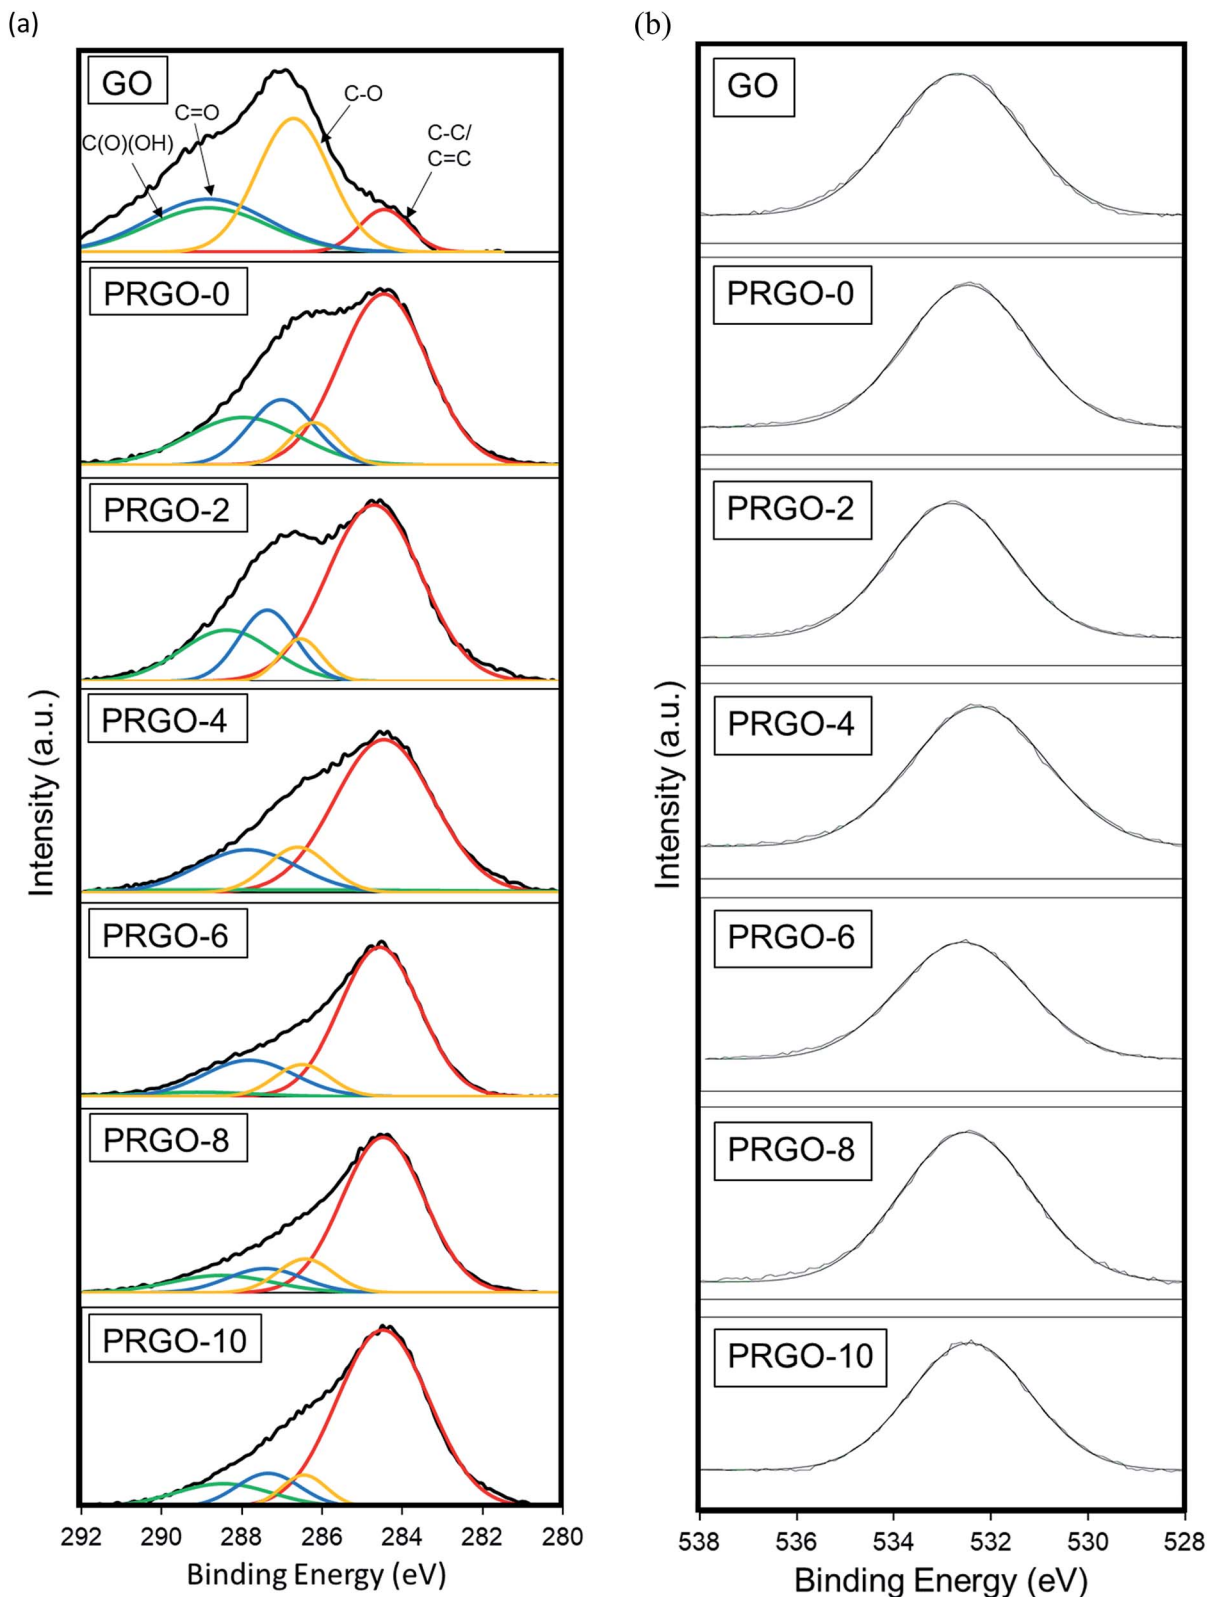 (a)
GO
C=O
C(O)(OH)
C-O
C-C/
C=C
PRGO-0
PRGO-2
PRGO-4
PRGO-6
PRGO-8
PRGO-10
Intensity (a.u.)
292 290 288 286 284 282 280
Binding Energy (eV)
(b)
GO
PRGO-0
PRGO-2
PRGO-4
PRGO-6
PRGO-8
PRGO-10
Intensity (a.u.)
538 536 534 532 530 528
Binding Energy (eV)